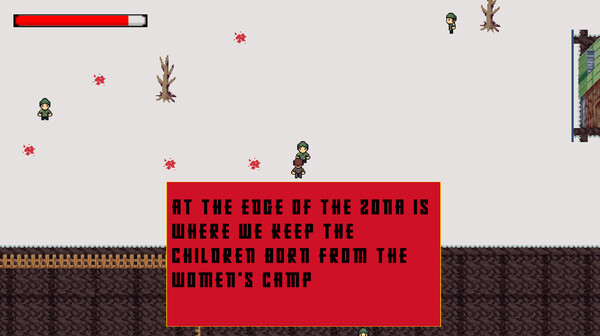 AT THE EDGE OF THE ZONA IS
WHERE WE KEEP THE
CHILDREN BORN FROM THE
WOMEN'S CAMP